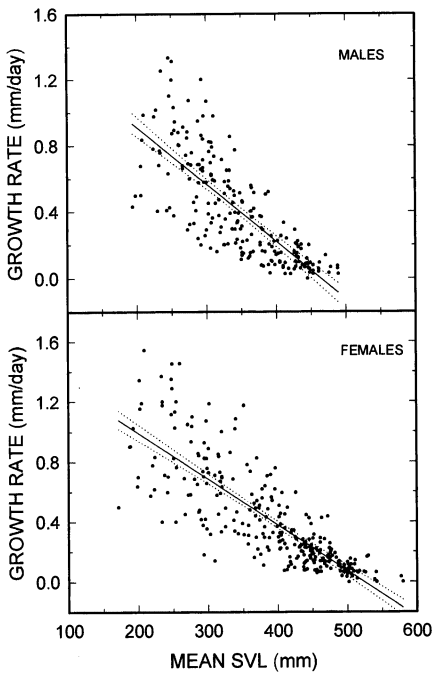 1.6
MALES
1.2
0.8
0.4
0.0
GROWTH RATE (mm/day)
1.6
FEMALES
1.2
0.8
0.4
0.0
GROWTH RATE (mm/day)
100 200 300 400 500 600
MEAN SVL (mm)